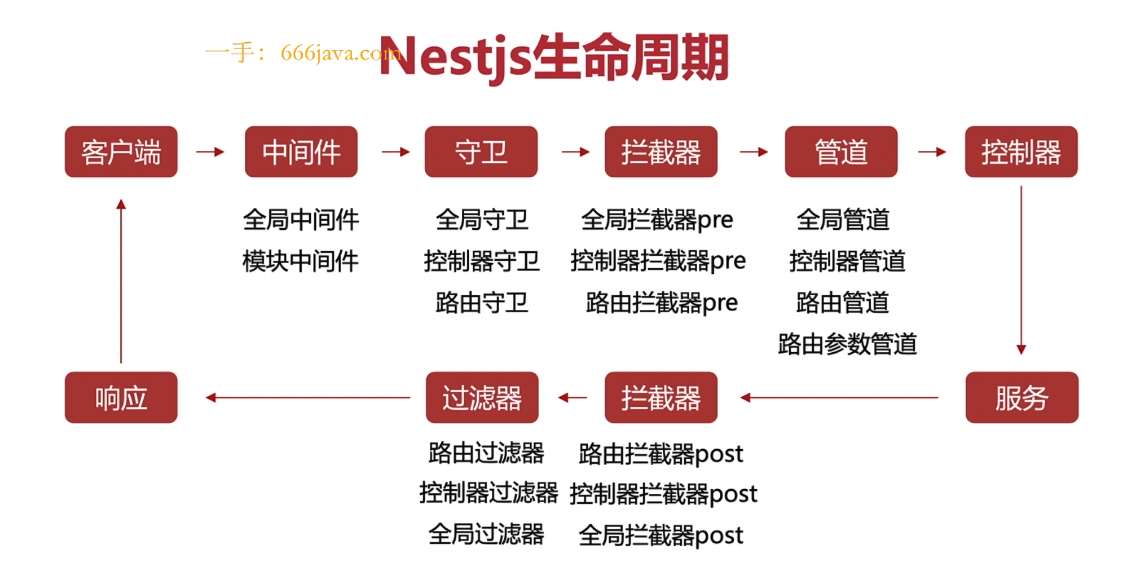 一手：666java.com
Nestjs生命周期
客户端
中间件
守卫
拦截器
管道
控制器
全局中间件
全局守卫
全局拦截器pre
全局管道
模块中间件
控制器守卫
控制器拦截器pre
控制器管道
路由守卫
路由拦截器pre
路由管道
路由参数管道
响应
过滤器
拦截器
服务
路由过滤器
路由拦截器post
控制器过滤器
控制器拦截器post
全局过滤器
全局拦截器post